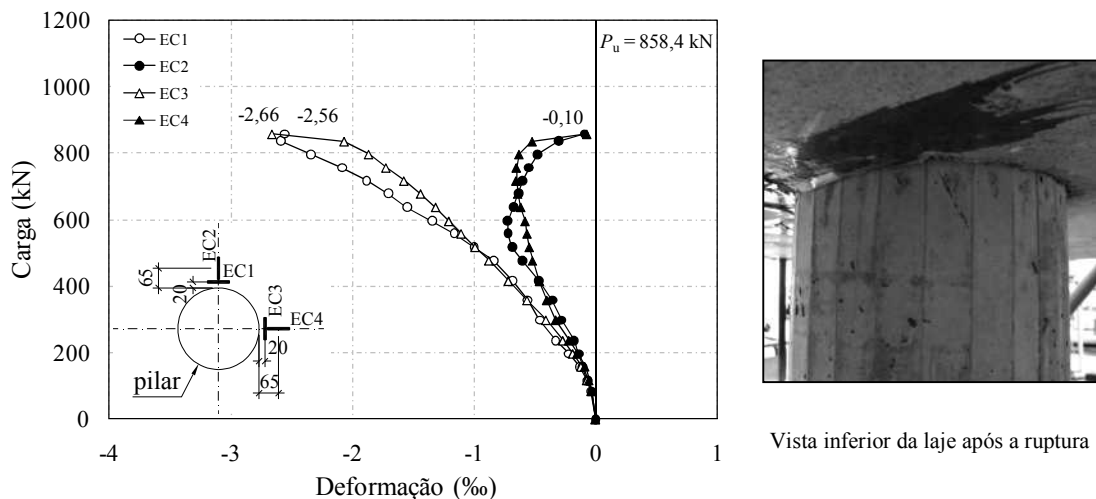 1200
1000
800
600
400
200
0
Carga (kN)
EC1
EC2
EC3
EC4
P_u = 858,4 kN
-2,66 -2,56
-0,10
EC2
65
EC1
20
EC3
EC4
20
65
pilar
-4 -3 -2 -1 0 1
Deformação (‰)
Vista inferior da laje após a ruptura